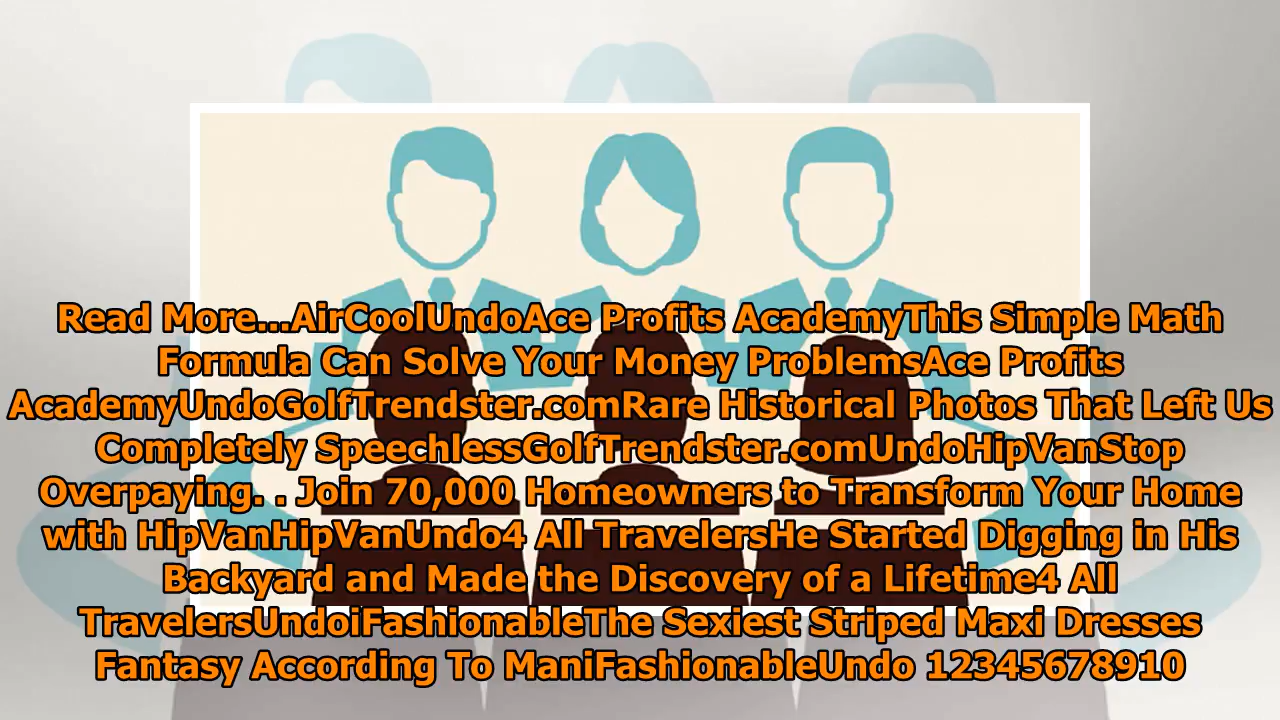 Read More...AirCoolUndoAce Profits AcademyThis Simple Math
Formula Can Solve Your Money ProblemsAce Profits
AcademyUndoGolfTrendster.comRare Historical Photos That Left Us
Completely SpeechlessGolfTrendster.comUndoHipVanStop
Overpaying. . Join 70,000 Homeowners to Transform Your Home
with HipVanHipVanUndo4 All TravelersHe Started Digging in His
Backyard and Made the Discovery of a Lifetime4 All
TravelersUndoiFashionableThe Sexiest Striped Maxi Dresses
Fantasy According To ManiFashionableUndo 12345678910